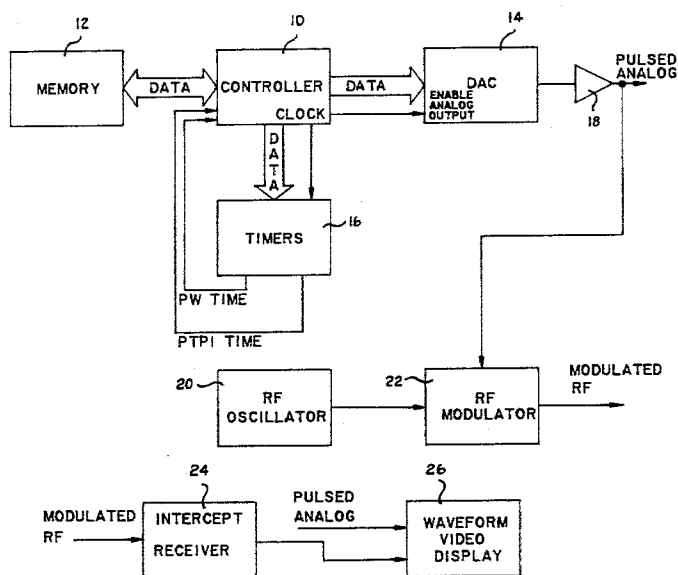 12
10
14
MEMORY
DATA
CONTROLLER
CLOCK
DATA
DAC
ENABLE
ANALOG
OUTPUT
PULSED
ANALOG
18
DATA
16
TIMERS
PW TIME
PTPI TIME
20
RF
OSCILLATOR
22
RF
MODULATOR
MODULATED
RF
24
26
MODULATED
RF
INTERCEPT
RECEIVER
PULSED
ANALOG
WAVEFORM
VIDEO
DISPLAY